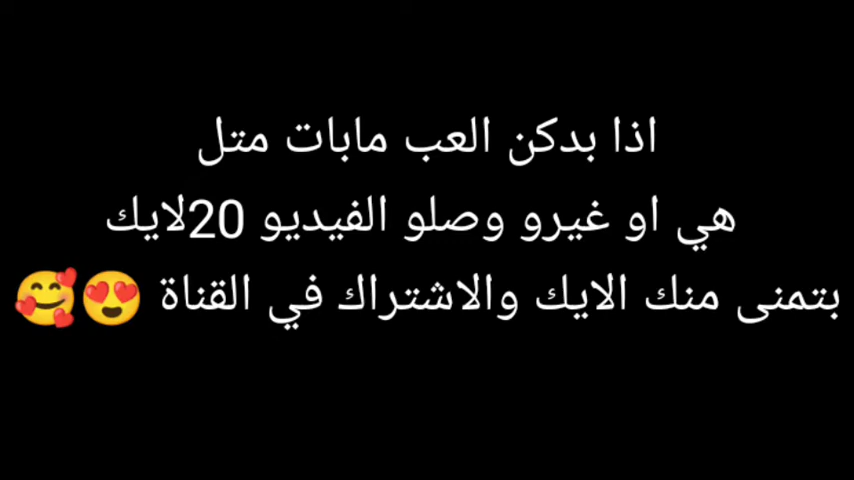 اذا بدكن العب مابات متل
هي او غيرو وصلو الفيديو 20لايك
بتمنى منك الايك والاشتراك في القناة 😍🥰